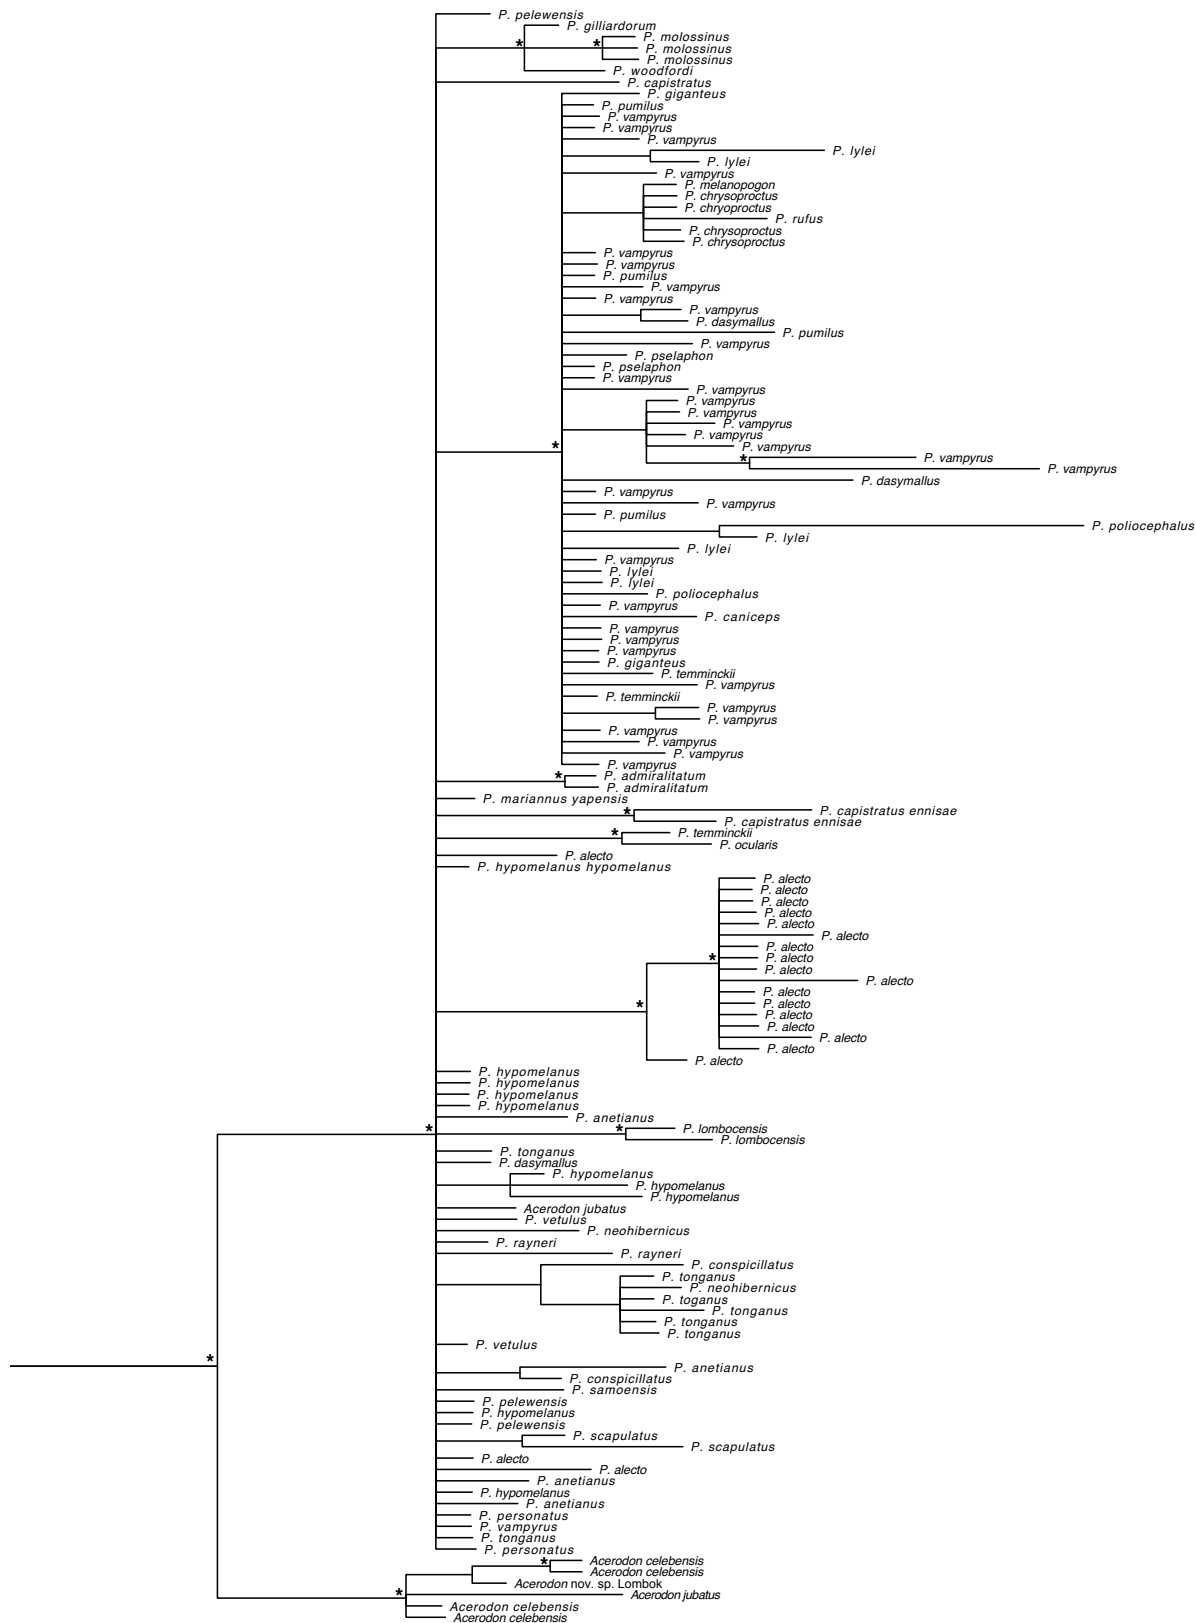 P. pelewensis
P. gilliardorum
* * P. molossinus
P. molossinus
P. molossinus
P. woodfordi
P. capistratus
P. giganteus
P. pumilus
P. vampyrus
P. vampyrus
P. vampyrus
P. lylei
P. lylei
P. vampyrus
P. melanopogon
P. chrysoproctus
P. chryoproctus
P. rufus
P. chrysoproctus
P. chrysoproctus
P. vampyrus
P. vampyrus
P. pumilus
P. vampyrus
P. vampyrus
P. vampyrus
P. dasymallus
P. pumilus
P. vampyrus
P. pselaphon
P. pselaphon
P. vampyrus
P. vampyrus
P. vampyrus
P. vampyrus
P. vampyrus
P. vampyrus
* P. vampyrus
* P. vampyrus
P. vampyrus
P. dasymallus
P. vampyrus
P. vampyrus
P. pumilus
P. poliocephalus
P. lylei
P. lylei
P. vampyrus
P. lylei
P. lylei
P. poliocephalus
P. vampyrus
P. caniceps
P. vampyrus
P. vampyrus
P. vampyrus
P. giganteus
P. temminckii
P. vampyrus
P. temminckii
P. vampyrus
P. vampyrus
P. vampyrus
P. vampyrus
P. vampyrus
P. vampyrus
* P. admiralitatum
P. admiralitatum
P. mariannus yapensis
* P. capistratus ennisae
P. capistratus ennisae
* P. temminckii
P. ocularis
P. alecto
P. hypomelanus hypomelanus
P. alecto
P. alecto
P. alecto
P. alecto
P. alecto
P. alecto
P. alecto
* P. alecto
P. alecto
P. alecto
P. alecto
* P. alecto
P. alecto
P. alecto
P. alecto
P. alecto
P. alecto
P. hypomelanus
P. hypomelanus
P. hypomelanus
P. hypomelanus
P. anetianus
* * P. lombocensis
P. lombocensis
P. tonganus
P. dasymallus
P. hypomelanus
P. hypomelanus
P. hypomelanus
Acerodon jubatus
P. vetulus
P. neohibernicus
P. rayneri
P. rayneri
P. conspicillatus
P. tonganus
P. neohibernicus
P. toganus
P. tonganus
P. tonganus
P. tonganus
P. vetulus
*
P. anetianus
P. conspicillatus
P. samoensis
P. pelewensis
P. hypomelanus
P. pelewensis
P. scapulatus
P. scapulatus
P. alecto
P. alecto
P. anetianus
P. hypomelanus
P. anetianus
P. personatus
P. vampyrus
P. tonganus
P. personatus
* Acerodon celebensis
Acerodon celebensis
Acerodon nov. sp. Lombok
* Acerodon jubatus
Acerodon celebensis
Acerodon celebensis